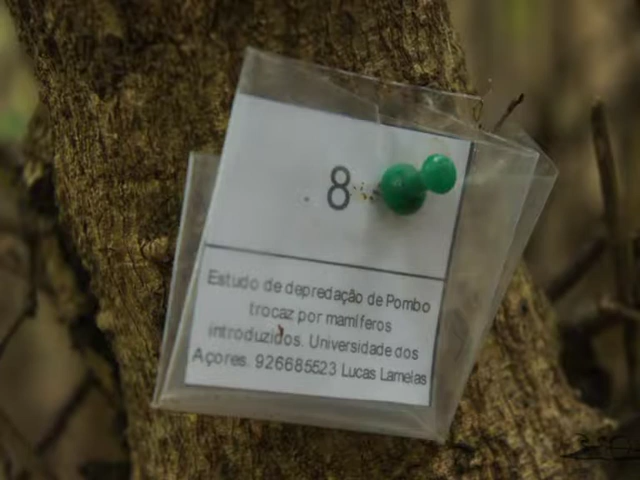 8
Estudo de depredação de Pombo
trocaz por mamíferos
introduzidos. Universidade dos
Açores. 926685523 Lucas Lamelas